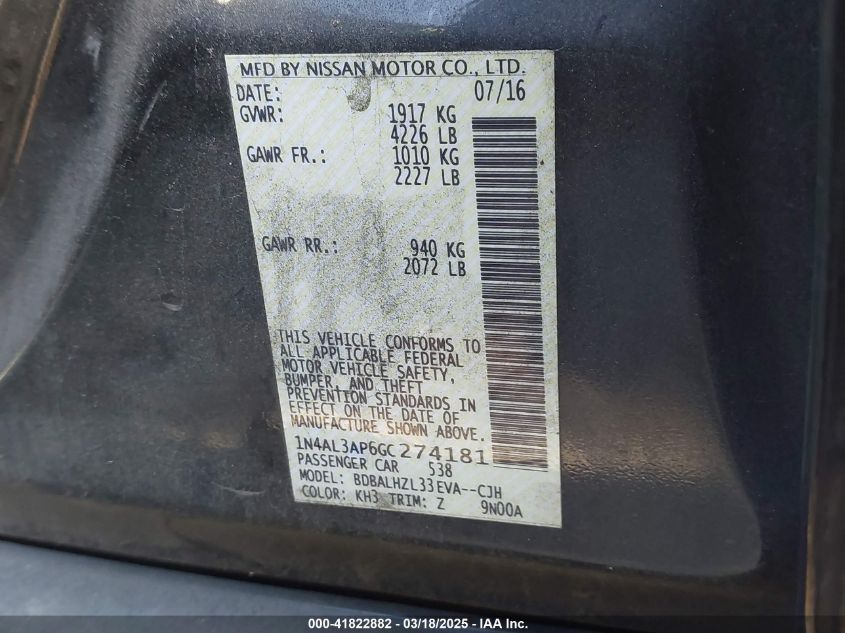 MFD BY NISSAN MOTOR CO., LTD.
DATE: 07/16
GVWR: 1917 KG
4226 LB
GAWR FR.: 1010 KG
2227 LB
GAWR RR.: 940 KG
2072 LB
THIS VEHICLE CONFORMS TO
ALL APPLICABLE FEDERAL
MOTOR VEHICLE SAFETY,
BUMPER, AND THEFT
PREVENTION STANDARDS IN
EFFECT ON THE DATE OF
MANUFACTURE SHOWN ABOVE.
1N4AL3AP6GC274181
PASSENGER CAR 538
MODEL: BDBALHZL33EVA--CJH
COLOR: KH3 TRIM: Z 9N00A
000-41822882 - 03/18/2025 - IAA Inc.